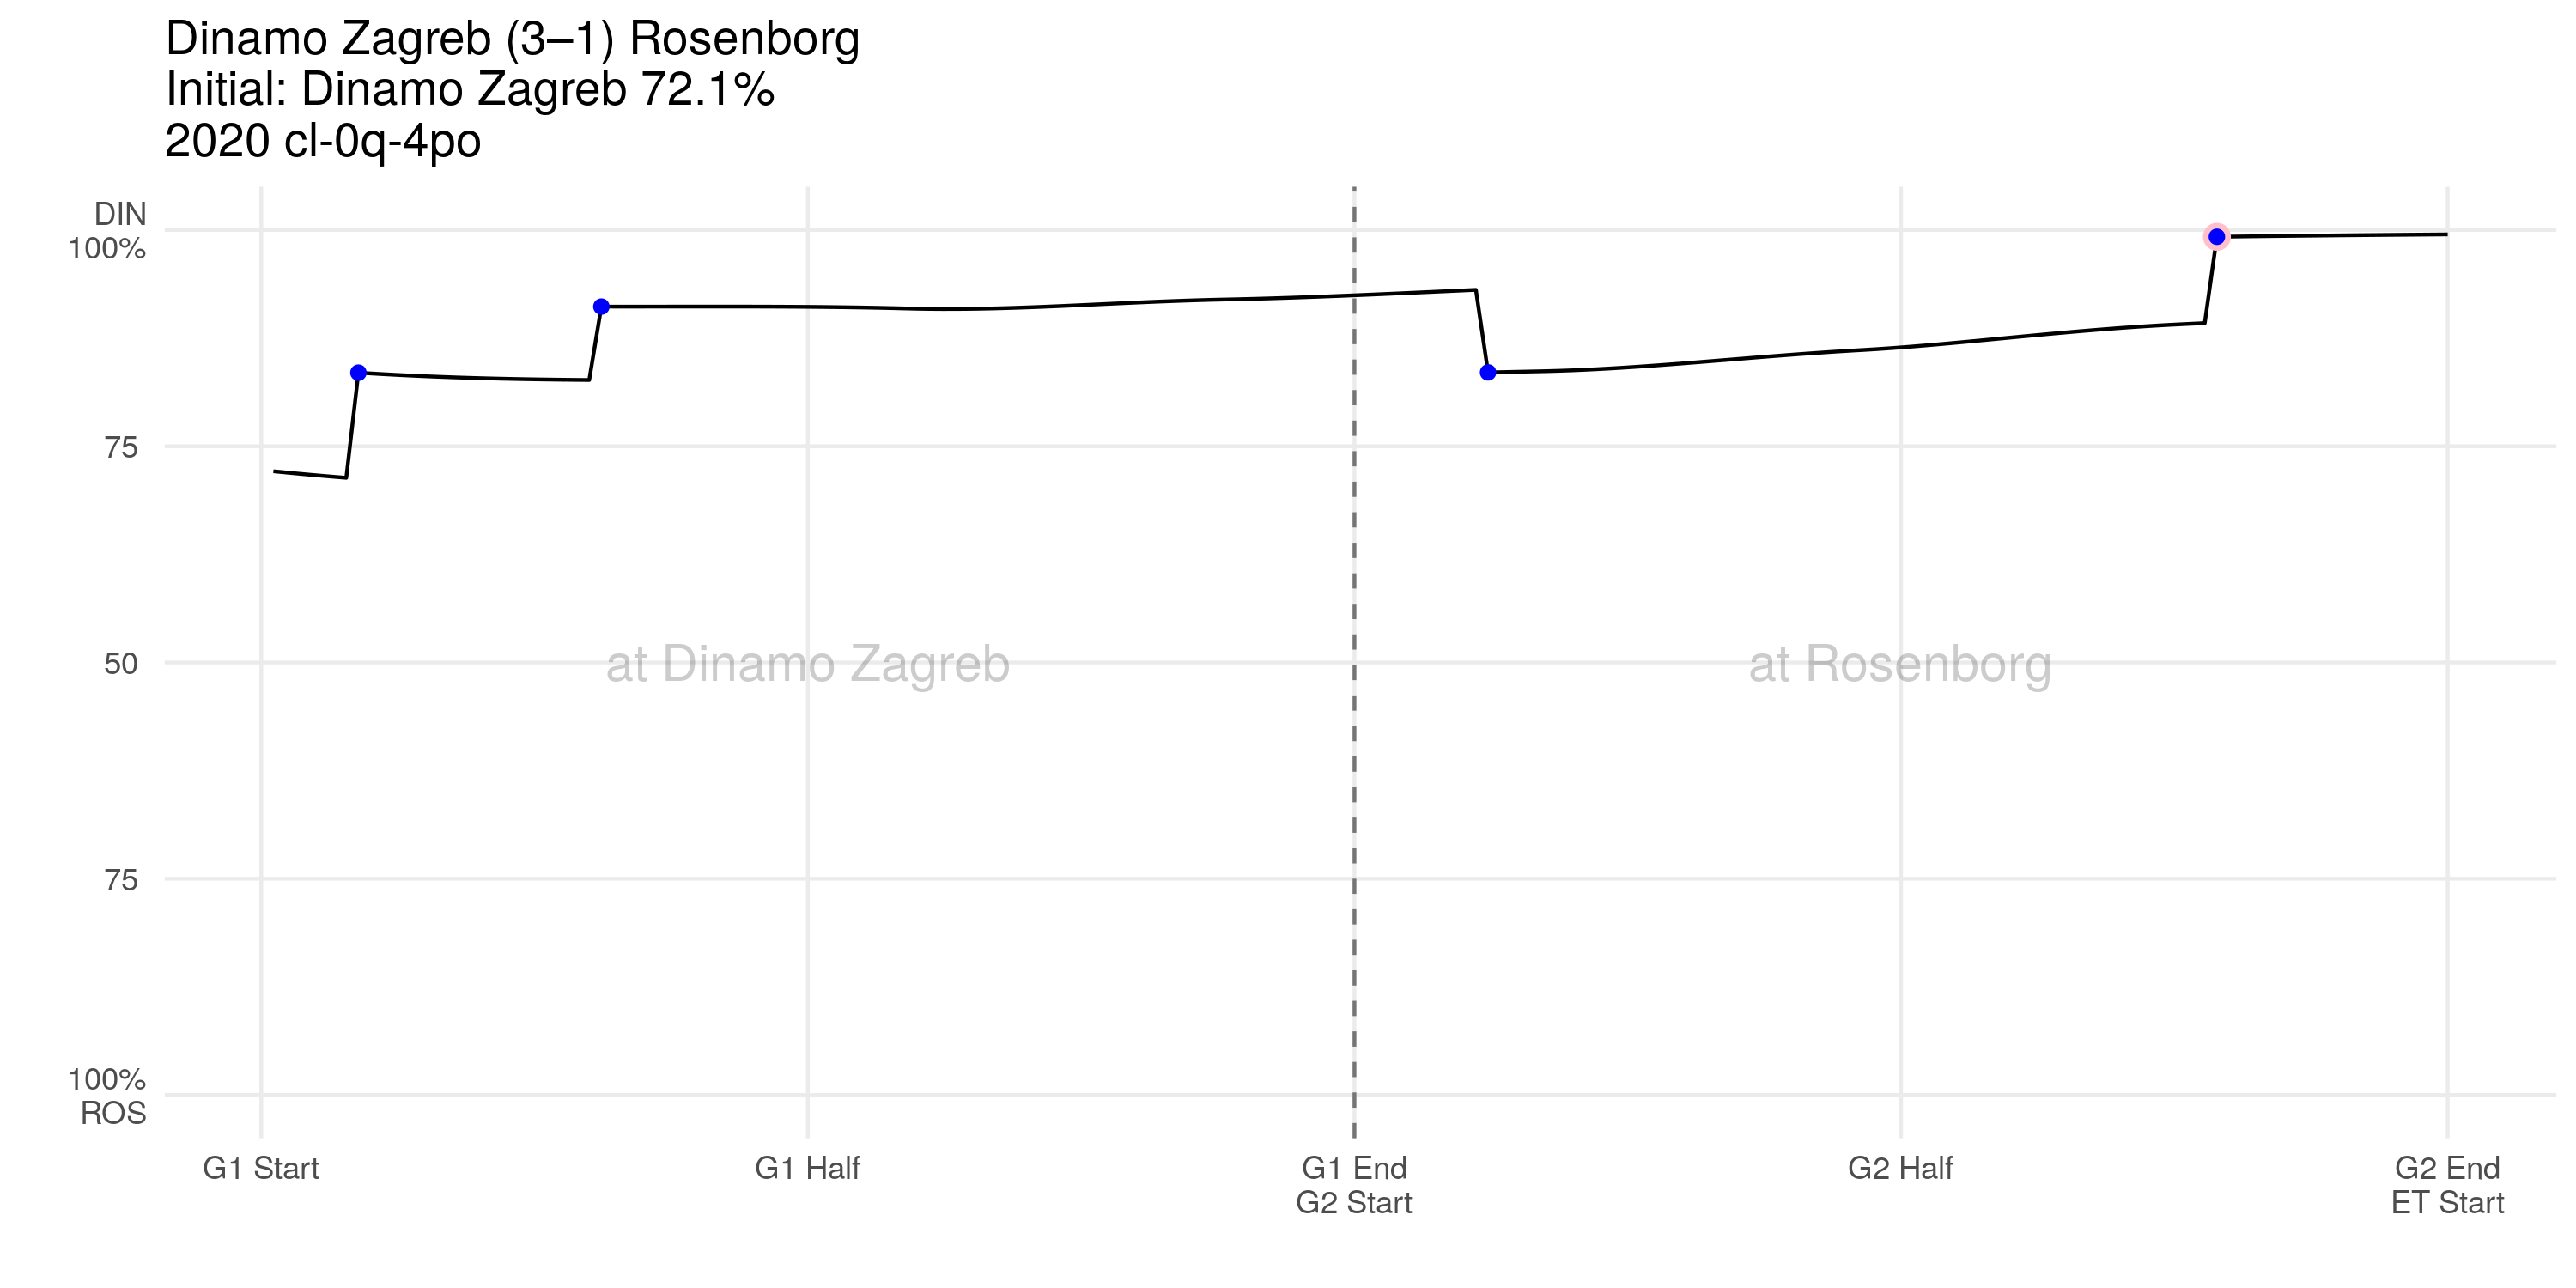 Dinamo Zagreb (3–1) Rosenborg
Initial: Dinamo Zagreb 72.1%
2020 cl-0q-4po
DIN
100%
75
50
75
100%
ROS
at Dinamo Zagreb
at Rosenborg
G1 Start
G1 Half
G1 End
G2 Start
G2 Half
G2 End
ET Start